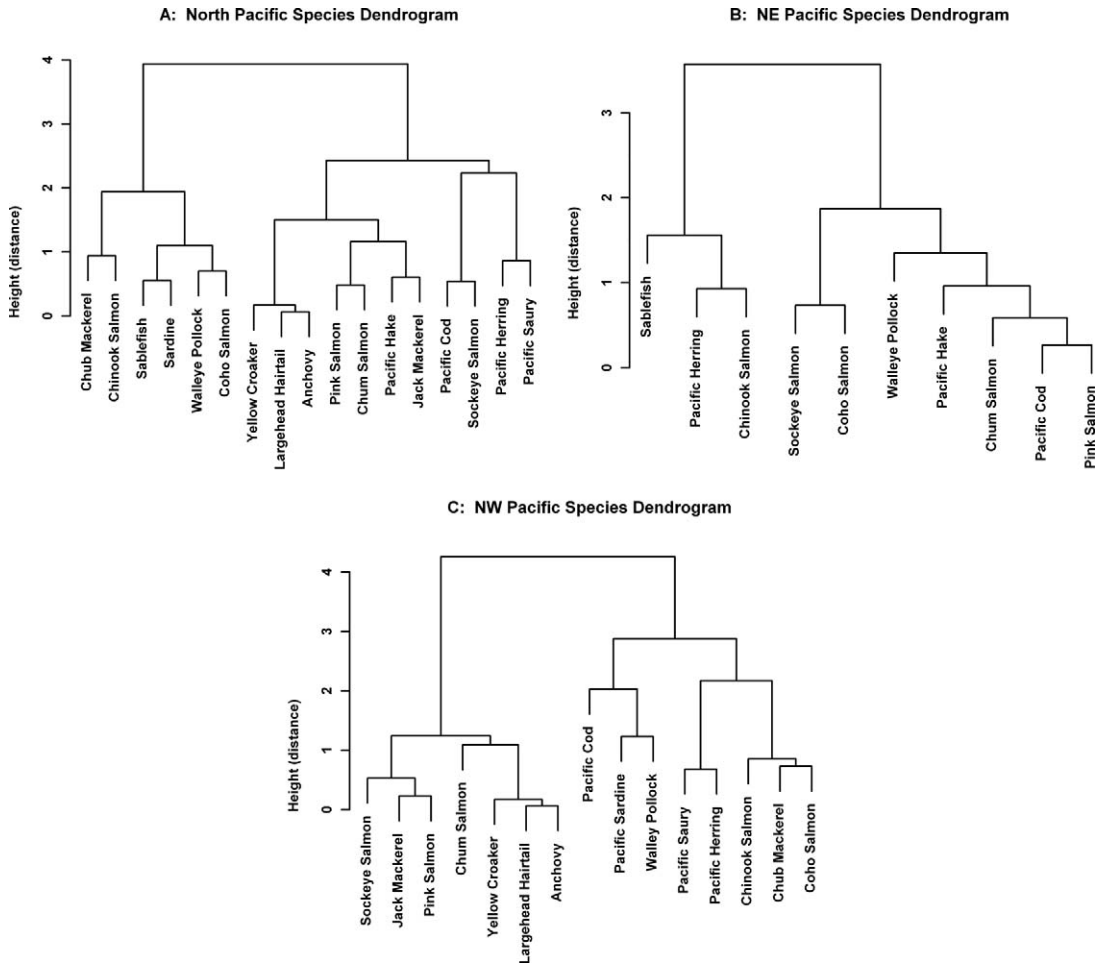 A: North Pacific Species Dendrogram
Height (distance)
4
3
2
1
0
Chub Mackerel
Chinook Salmon
Sablefish
Sardine
Walleye Pollock
Coho Salmon
Yellow Croaker
Largehead Hairtail
Anchovy
Pink Salmon
Chum Salmon
Pacific Hake
Jack Mackerel
Pacific Cod
Sockeye Salmon
Pacific Herring
Pacific Saury
B: NE Pacific Species Dendrogram
Height (distance)
3
2
1
0
Sablefish
Pacific Herring
Chinook Salmon
Sockeye Salmon
Coho Salmon
Walleye Pollock
Pacific Hake
Chum Salmon
Pacific Cod
Pink Salmon
C: NW Pacific Species Dendrogram
Height (distance)
4
3
2
1
0
Sockeye Salmon
Jack Mackerel
Pink Salmon
Chum Salmon
Yellow Croaker
Largehead Hairtail
Anchovy
Pacific Cod
Pacific Sardine
Walley Pollock
Pacific Saury
Pacific Herring
Chinook Salmon
Chub Mackerel
Coho Salmon